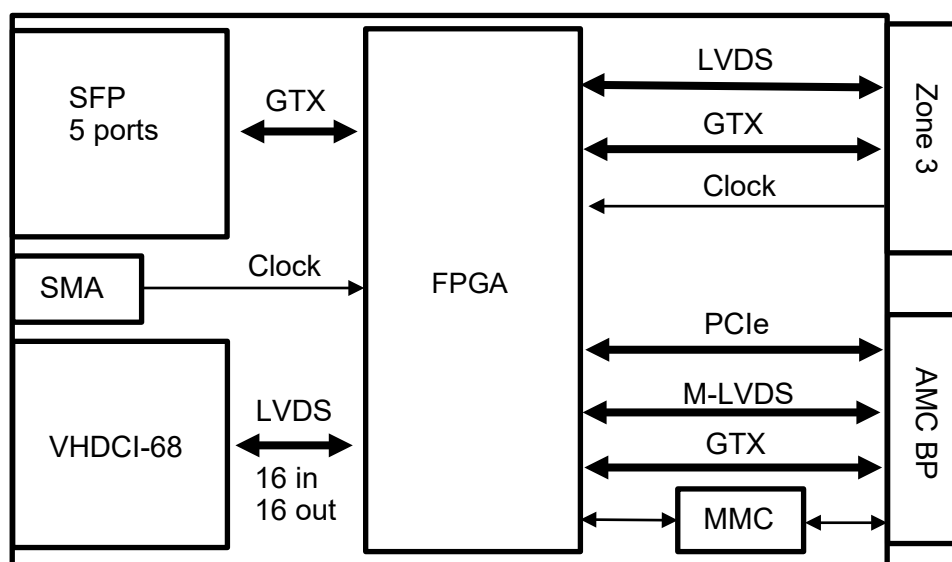 SFP
5 ports
GTX
SMA
Clock
VHDCI-68
LVDS
16 in
16 out
FPGA
LVDS
GTX
Clock
PCIe
M-LVDS
GTX
MMC
Zone 3
AMC BP